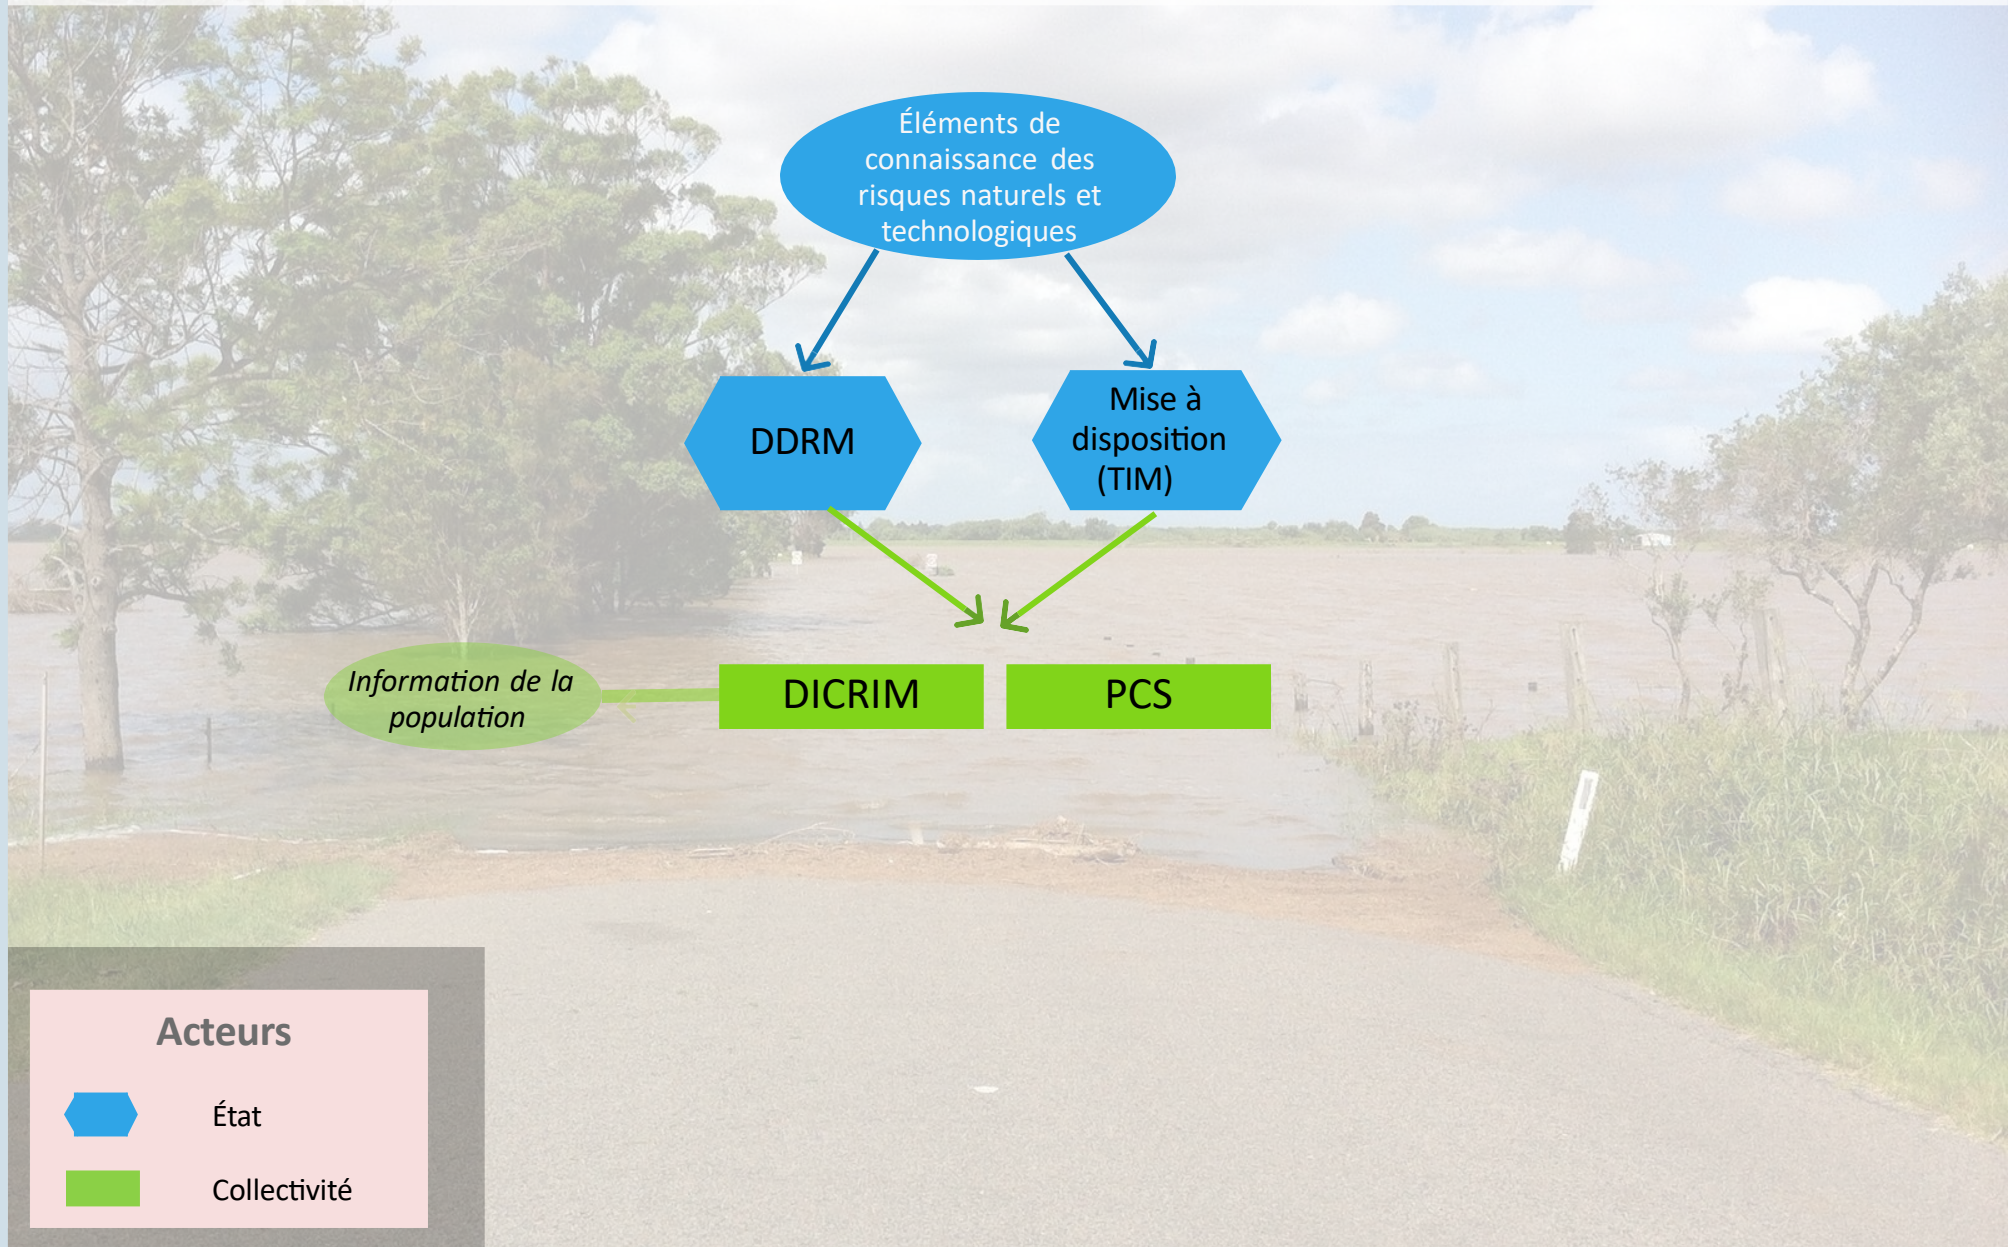 Éléments de
connaissance des
risques naturels et
technologiques
DDRM
Mise à
disposition
(TIM)
Information de la
population
DICRIM
PCS
Acteurs
État
Collectivité